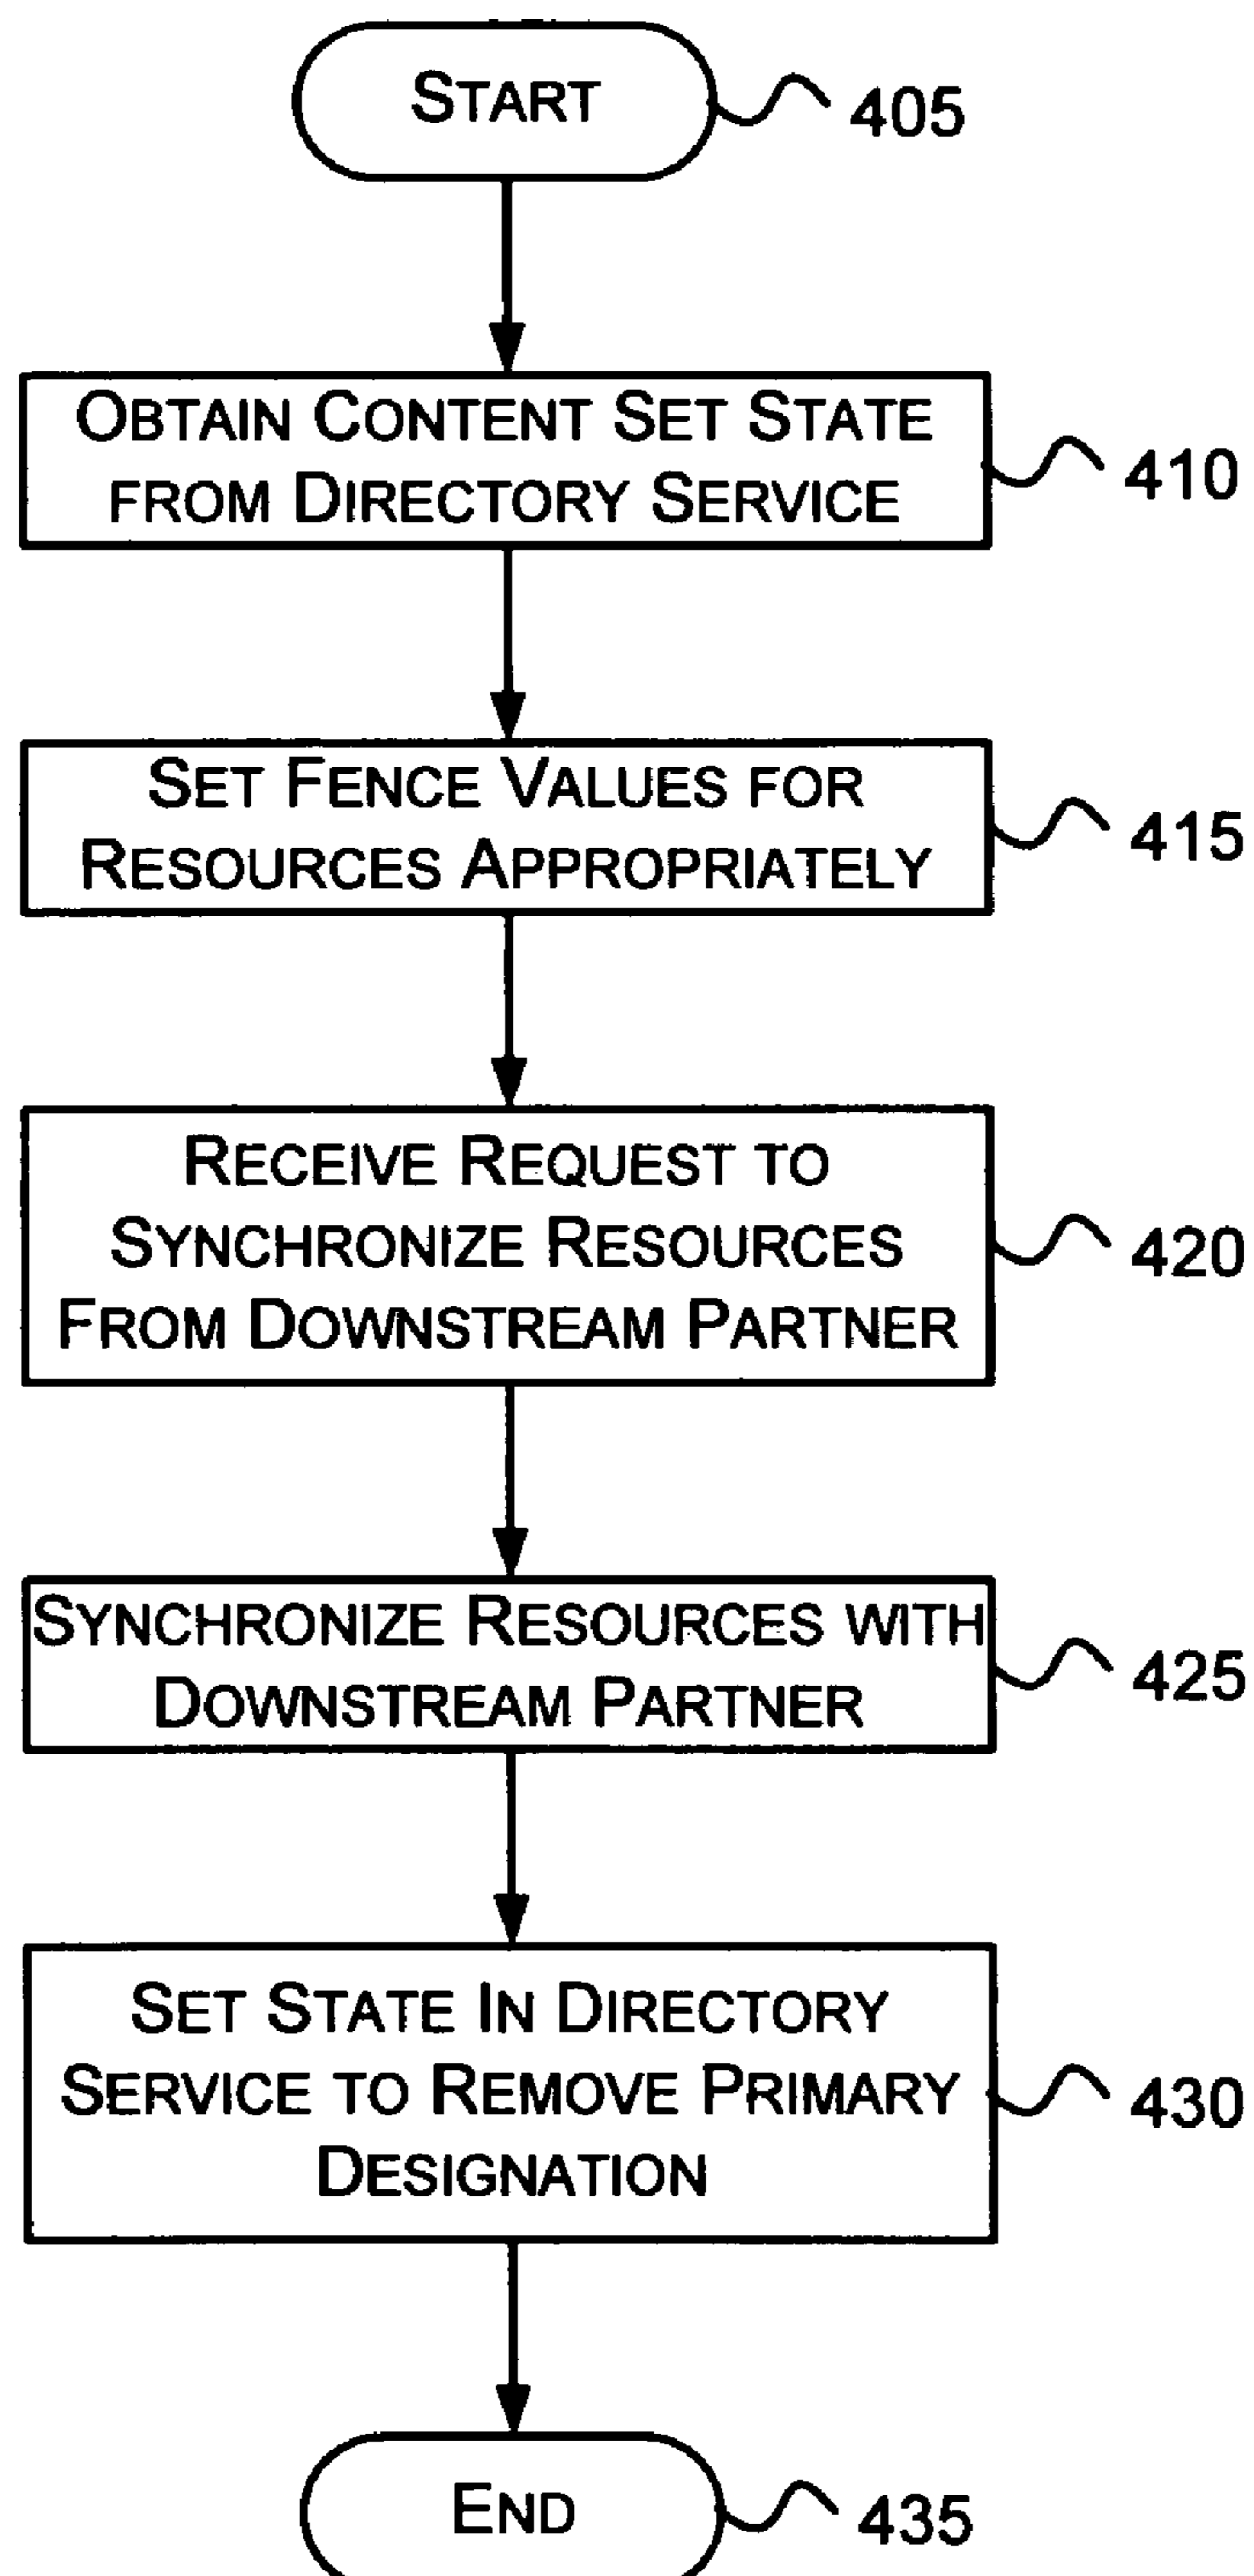 START
405
OBTAIN CONTENT SET STATE
FROM DIRECTORY SERVICE
410
SET FENCE VALUES FOR
RESOURCES APPROPRIATELY
415
RECEIVE REQUEST TO
SYNCHRONIZE RESOURCES
FROM DOWNSTREAM PARTNER
420
SYNCHRONIZE RESOURCES WITH
DOWNSTREAM PARTNER
425
SET STATE IN DIRECTORY
SERVICE TO REMOVE PRIMARY
DESIGNATION
430
END
435